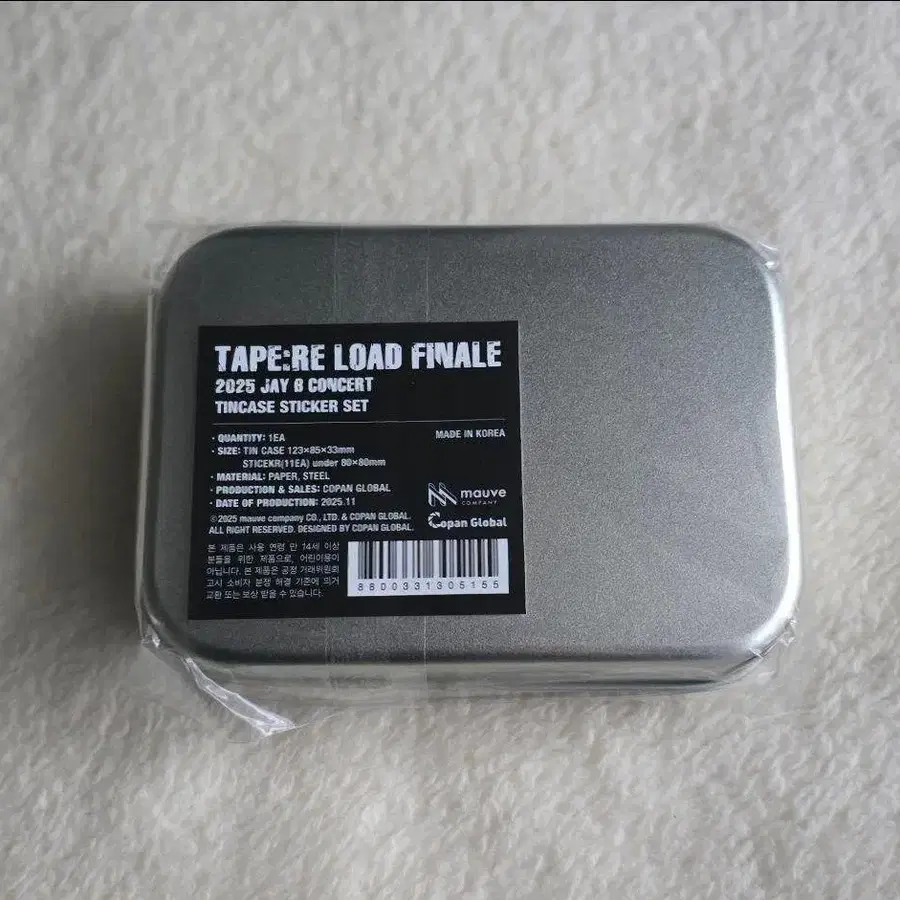 TAPE:RE LOAD FINALE
2025 JAY B CONCERT
TINCASE STICKER SET
· QUANTITY: 1EA
MADE IN KOREA
· SIZE: TIN CASE 123×85×33mm
STICEKR(11EA) under 80×80mm
· MATERIAL: PAPER, STEEL
· PRODUCTION & SALES: COPAN GLOBAL
· DATE OF PRODUCTION: 2025.11
mauve
COMPANY
©2025 mauve company CO., LTD. & COPAN GLOBAL.
ALL RIGHT RESERVED. DESIGNED BY COPAN GLOBAL.
Copan Global
본 제품은 사용 연령 만 14세 이상
분들을 위한 제품으로, 어린이용이
아닙니다. 본 제품은 공정 거래위원회
고시 소비자 분쟁 해결 기준에 의거
교환 또는 보상 받을 수 있습니다.
8800331305155